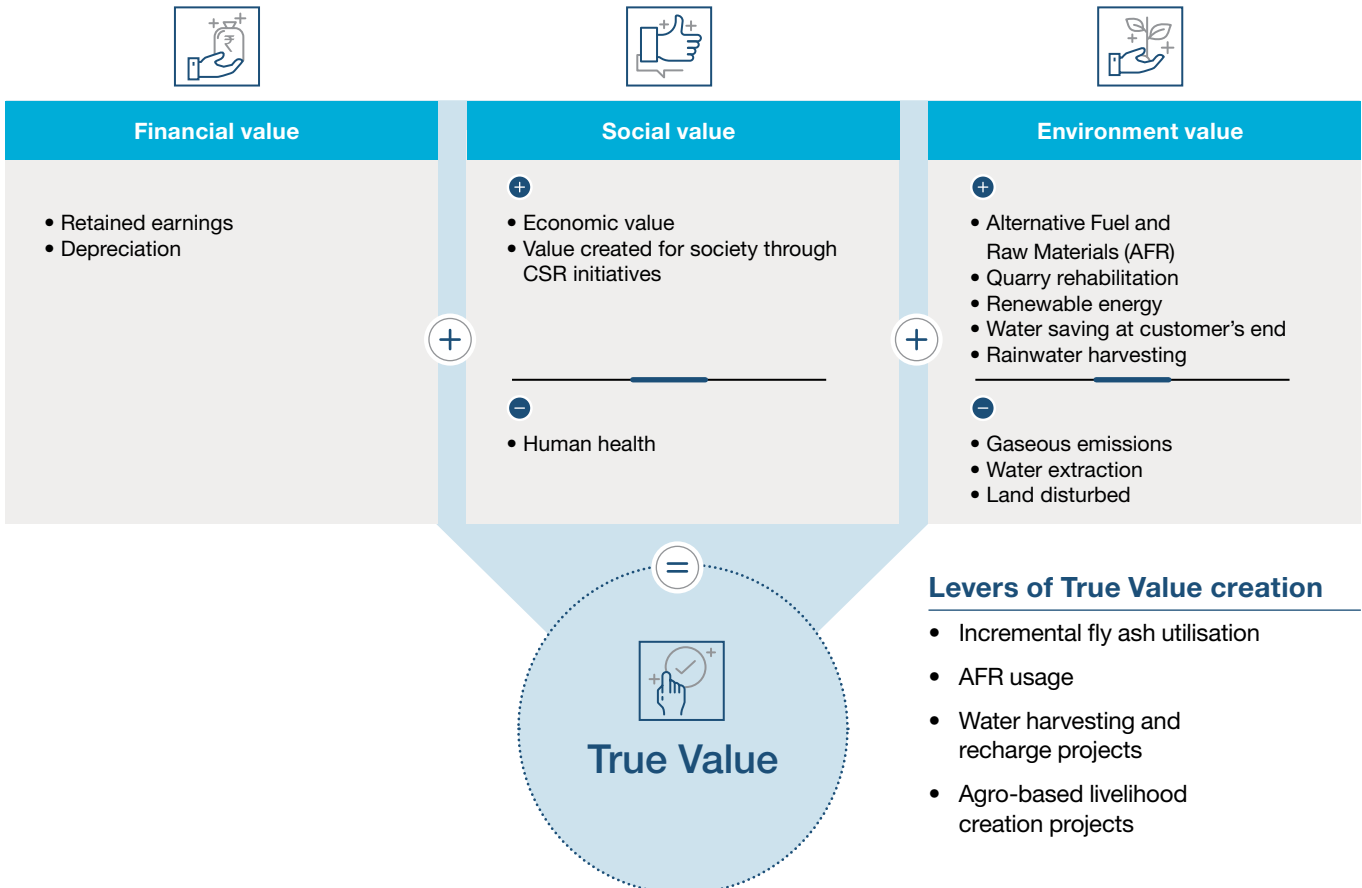 Financial value
• Retained earnings
• Depreciation
+
Social value
+
• Economic value
• Value created for society through
CSR initiatives
−
• Human health
+
Environment value
+
• Alternative Fuel and
Raw Materials (AFR)
• Quarry rehabilitation
• Renewable energy
• Water saving at customer’s end
• Rainwater harvesting
−
• Gaseous emissions
• Water extraction
• Land disturbed
=
True Value
Levers of True Value creation
• Incremental fly ash utilisation
• AFR usage
• Water harvesting and
recharge projects
• Agro-based livelihood
creation projects